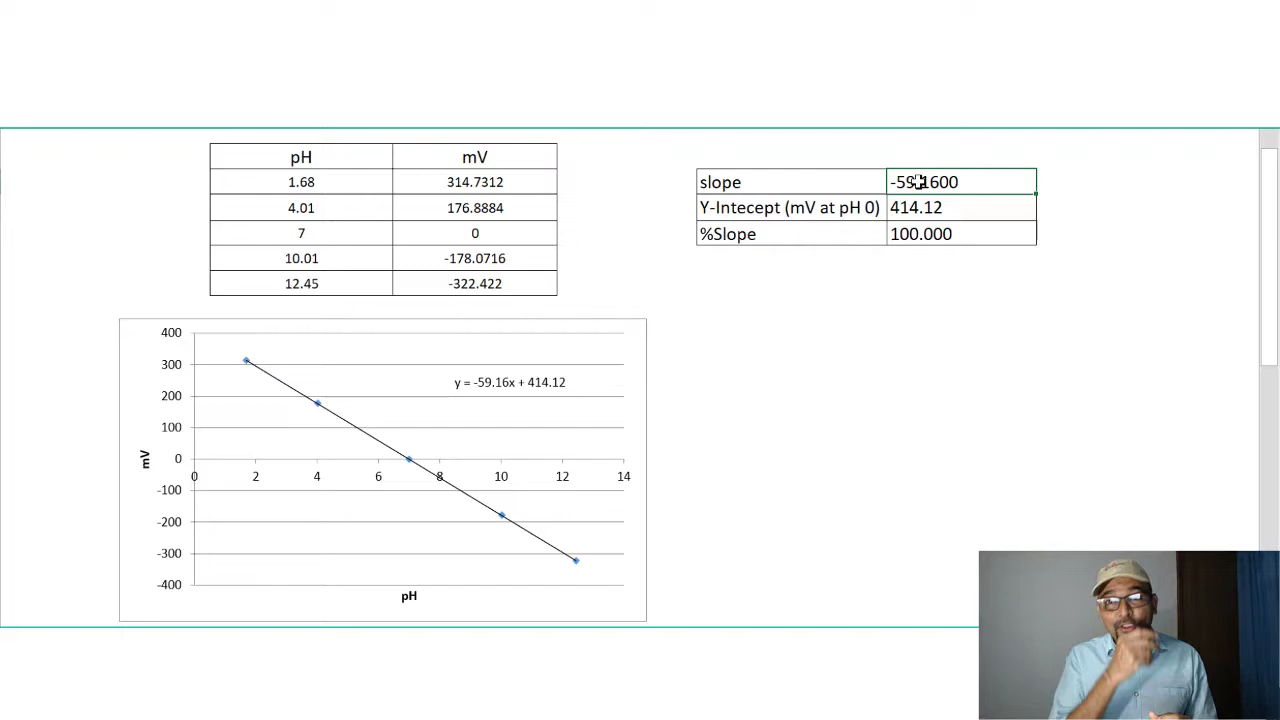 pH mV
1.68 314.7312
4.01 176.8884
7 0
10.01 -178.0716
12.45 -322.422
slope -59.1600
Y-Intecept (mV at pH 0) 414.12
%Slope 100.000
400
300
200
100
0
-100
-200
-300
-400
mV
y = -59.16x + 414.12
0 2 4 6 8 10 12 14
pH